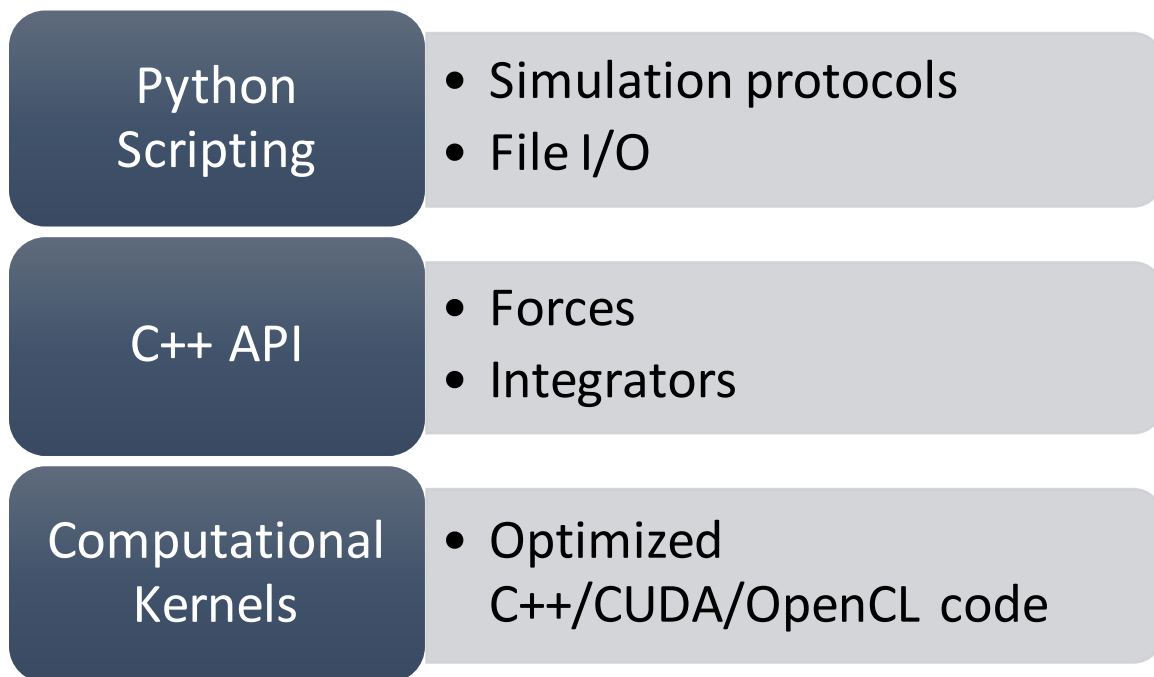 Python
Scripting
• Simulation protocols
• File I/O
C++ API
• Forces
• Integrators
Computational
Kernels
• Optimized
C++/CUDA/OpenCL code